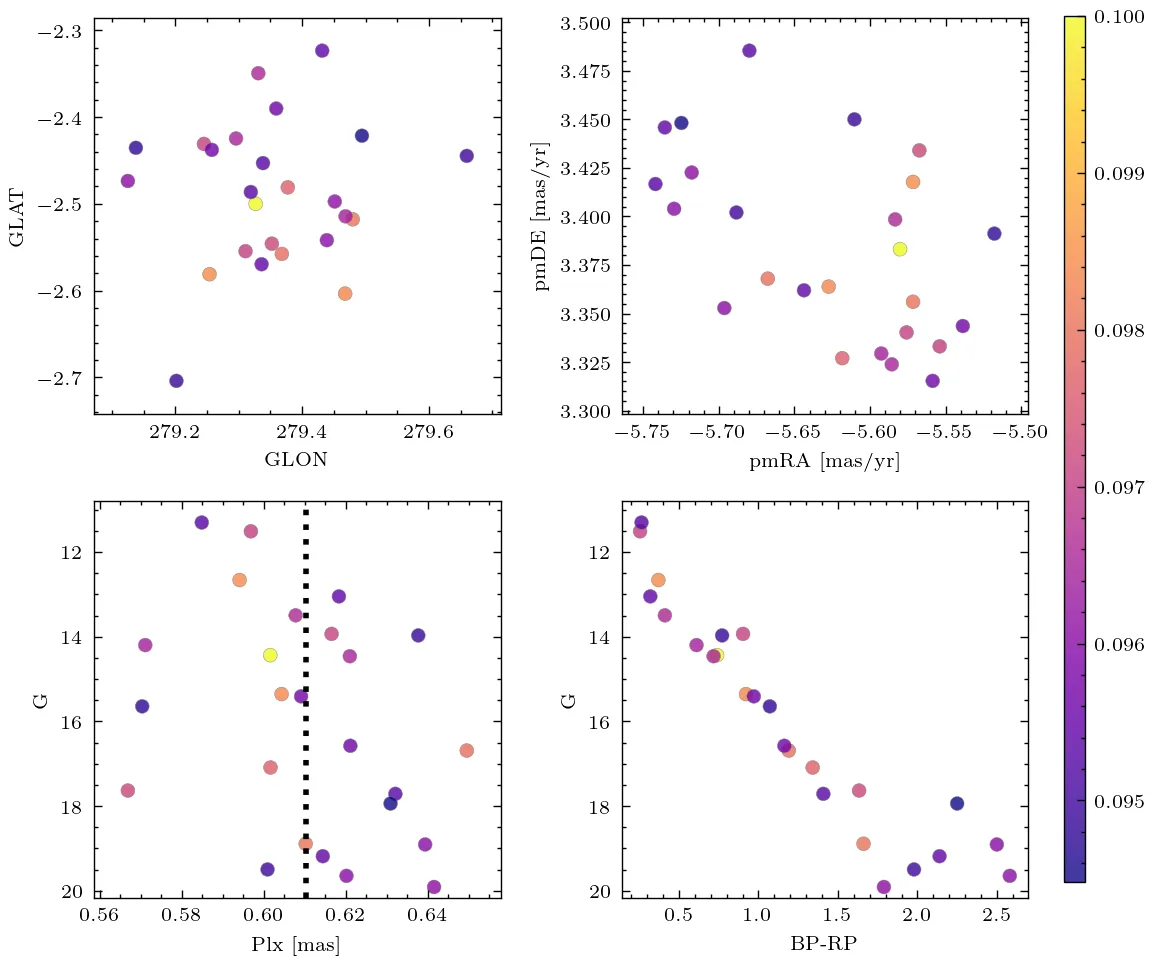 −2.3
−2.4
−2.5
−2.6
−2.7
GLAT
279.2 279.4 279.6
GLON
3.500
3.475
3.450
3.425
3.400
3.375
3.350
3.325
3.300
pmDE [mas/yr]
−5.75 −5.70 −5.65 −5.60 −5.55 −5.50
pmRA [mas/yr]
12
14
16
18
20
G
0.56 0.58 0.60 0.62 0.64
Plx [mas]
12
14
16
18
20
G
0.5 1.0 1.5 2.0 2.5
BP-RP
0.100
0.099
0.098
0.097
0.096
0.095